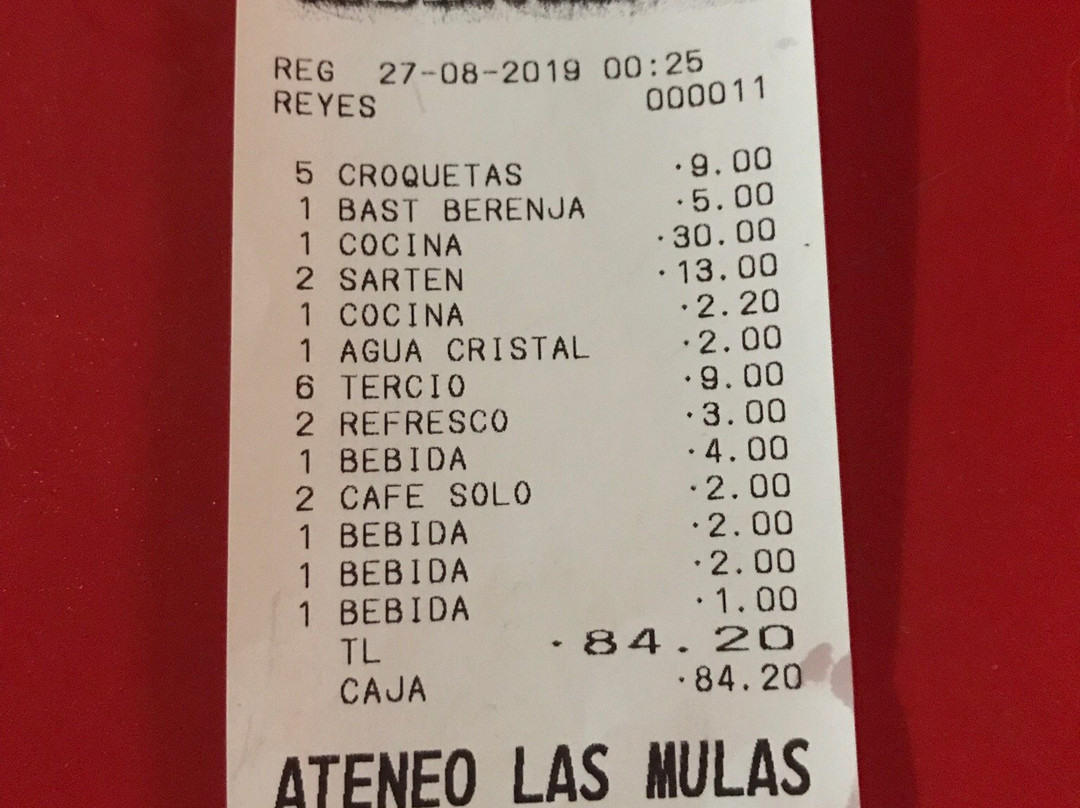 REG 27-08-2019 00:25
REYES 000011
5 CROQUETAS ·9.00
1 BAST BERENJA ·5.00
1 COCINA ·30.00
2 SARTEN ·13.00
1 COCINA ·2.20
1 AGUA CRISTAL ·2.00
6 TERCIO ·9.00
2 REFRESCO ·3.00
1 BEBIDA ·4.00
2 CAFE SOLO ·2.00
1 BEBIDA ·2.00
1 BEBIDA ·2.00
1 BEBIDA ·1.00
TL ·84.20
CAJA ·84.20
ATENEO LAS MULAS